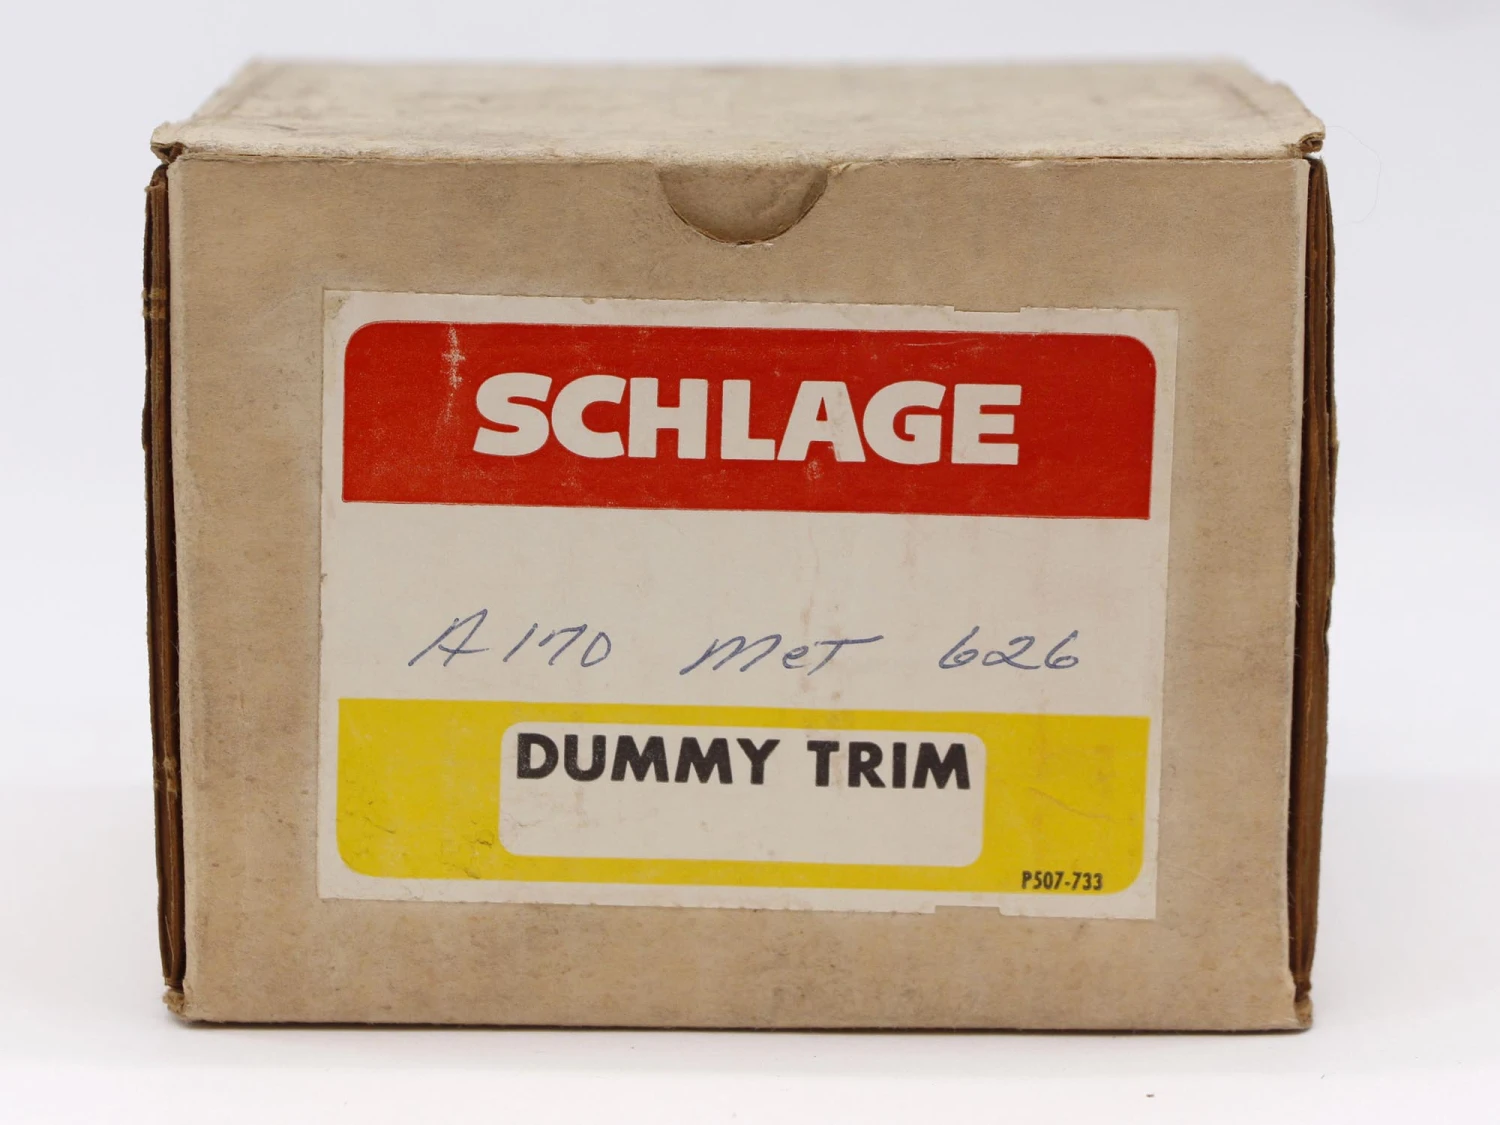 SCHLAGE
A170 MeT 626
DUMMY TRIM
P507-733